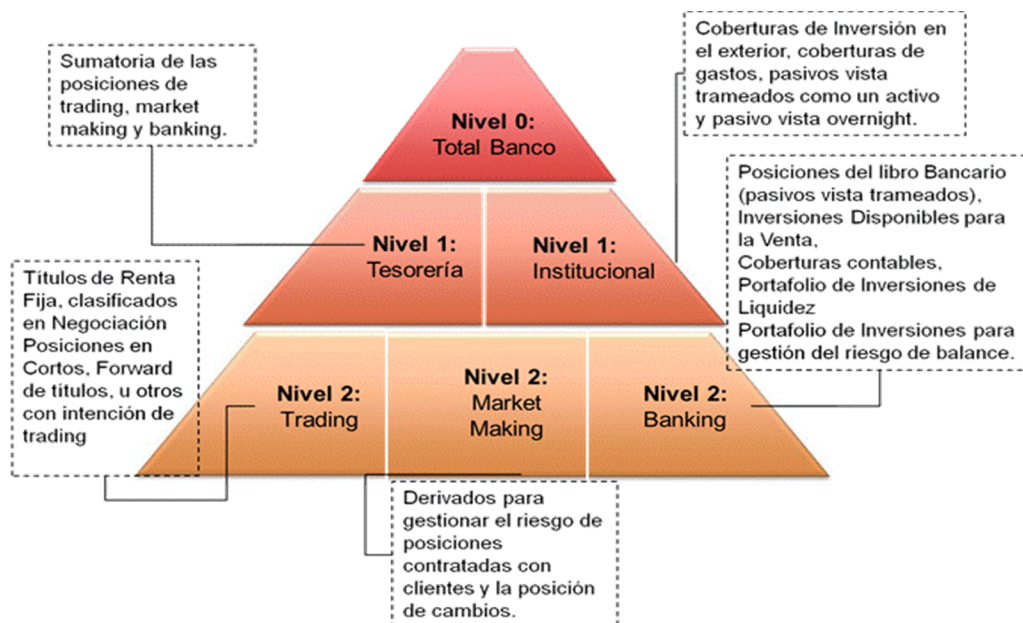 Sumatoria de las
posiciones de
trading, market
making y banking.
Coberturas de Inversión en
el exterior, coberturas de
gastos, pasivos vista
trameados como un activo
y pasivo vista overnight.
Nivel 0:
Total Banco
Nivel 1:
Tesorería
Nivel 1:
Institucional
Posiciones del libro Bancario
(pasivos vista trameados),
Inversiones Disponibles para
la Venta,
Coberturas contables,
Portafolio de Inversiones de
Liquidez
Portafolio de Inversiones para
gestión del riesgo de balance.
Títulos de Renta
Fija, clasificados
en Negociación
Posiciones en
Cortos, Forward
de títulos, u otros
con intención de
trading
Nivel 2:
Trading
Nivel 2:
Market
Making
Nivel 2:
Banking
Derivados para
gestionar el riesgo de
posiciones
contratadas con
clientes y la posición
de cambios.